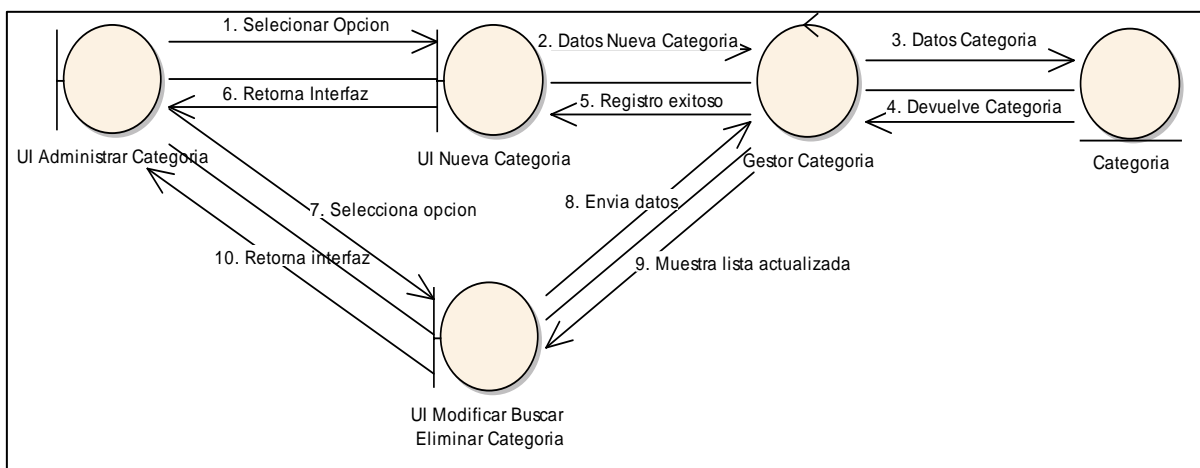 1. Selecionar Opcion
2. Datos Nueva Categoria
3. Datos Categoria
6. Retorna Interfaz
5. Registro exitoso
4. Devuelve Categoria
UI Administrar Categoria
UI Nueva Categoria
Gestor Categoria
Categoria
7. Selecciona opcion
8. Envia datos
10. Retorna interfaz
9. Muestra lista actualizada
UI Modificar Buscar
Eliminar Categoria